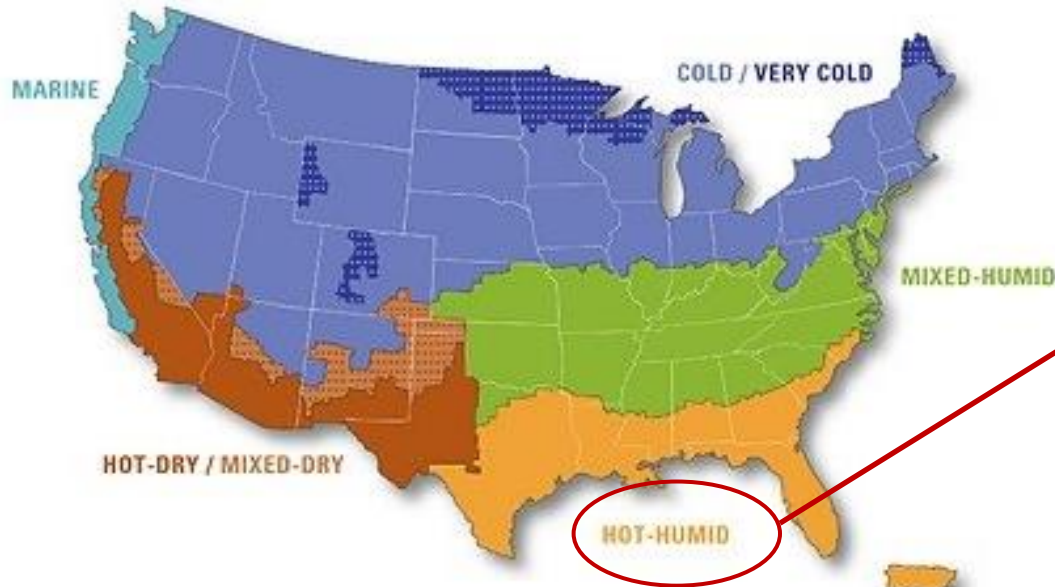 MARINE
COLD / VERY COLD
MIXED-HUMID
HOT-DRY / MIXED-DRY
HOT-HUMID